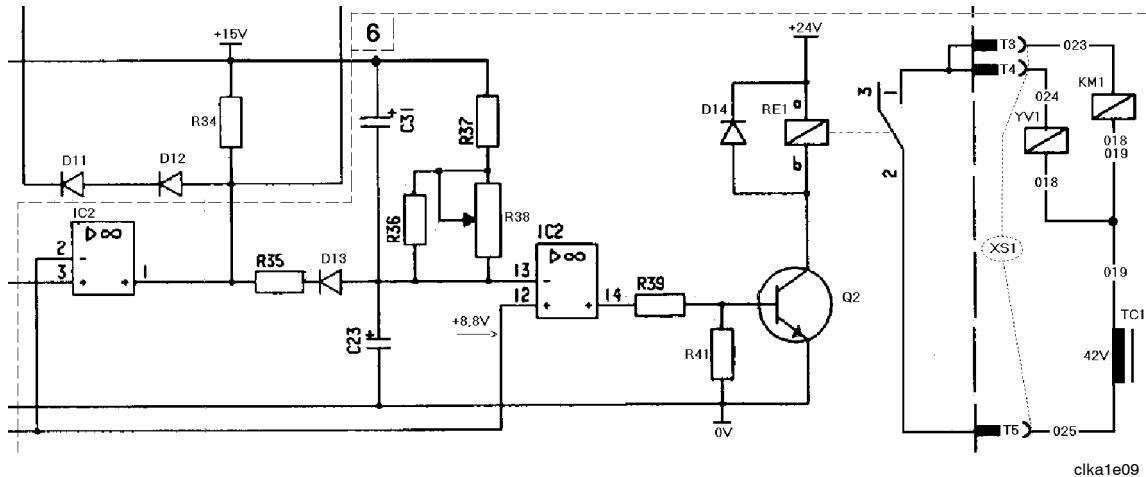 +15V
6
+24V
T3
023
T4
KM1
024
YV1
018
019
018
D14
RE1
a
b
3
1
2
R34
C31
R37
D11
D12
IC2
R36
R38
▷ ∞
2
-
3
+
+
1
R35
D13
IC2
▷ ∞
13
-
12
+
+
14
R39
Q2
XS1
019
TC1
+8,8V
C23
R41
42V
0V
T5
025
clka1e09